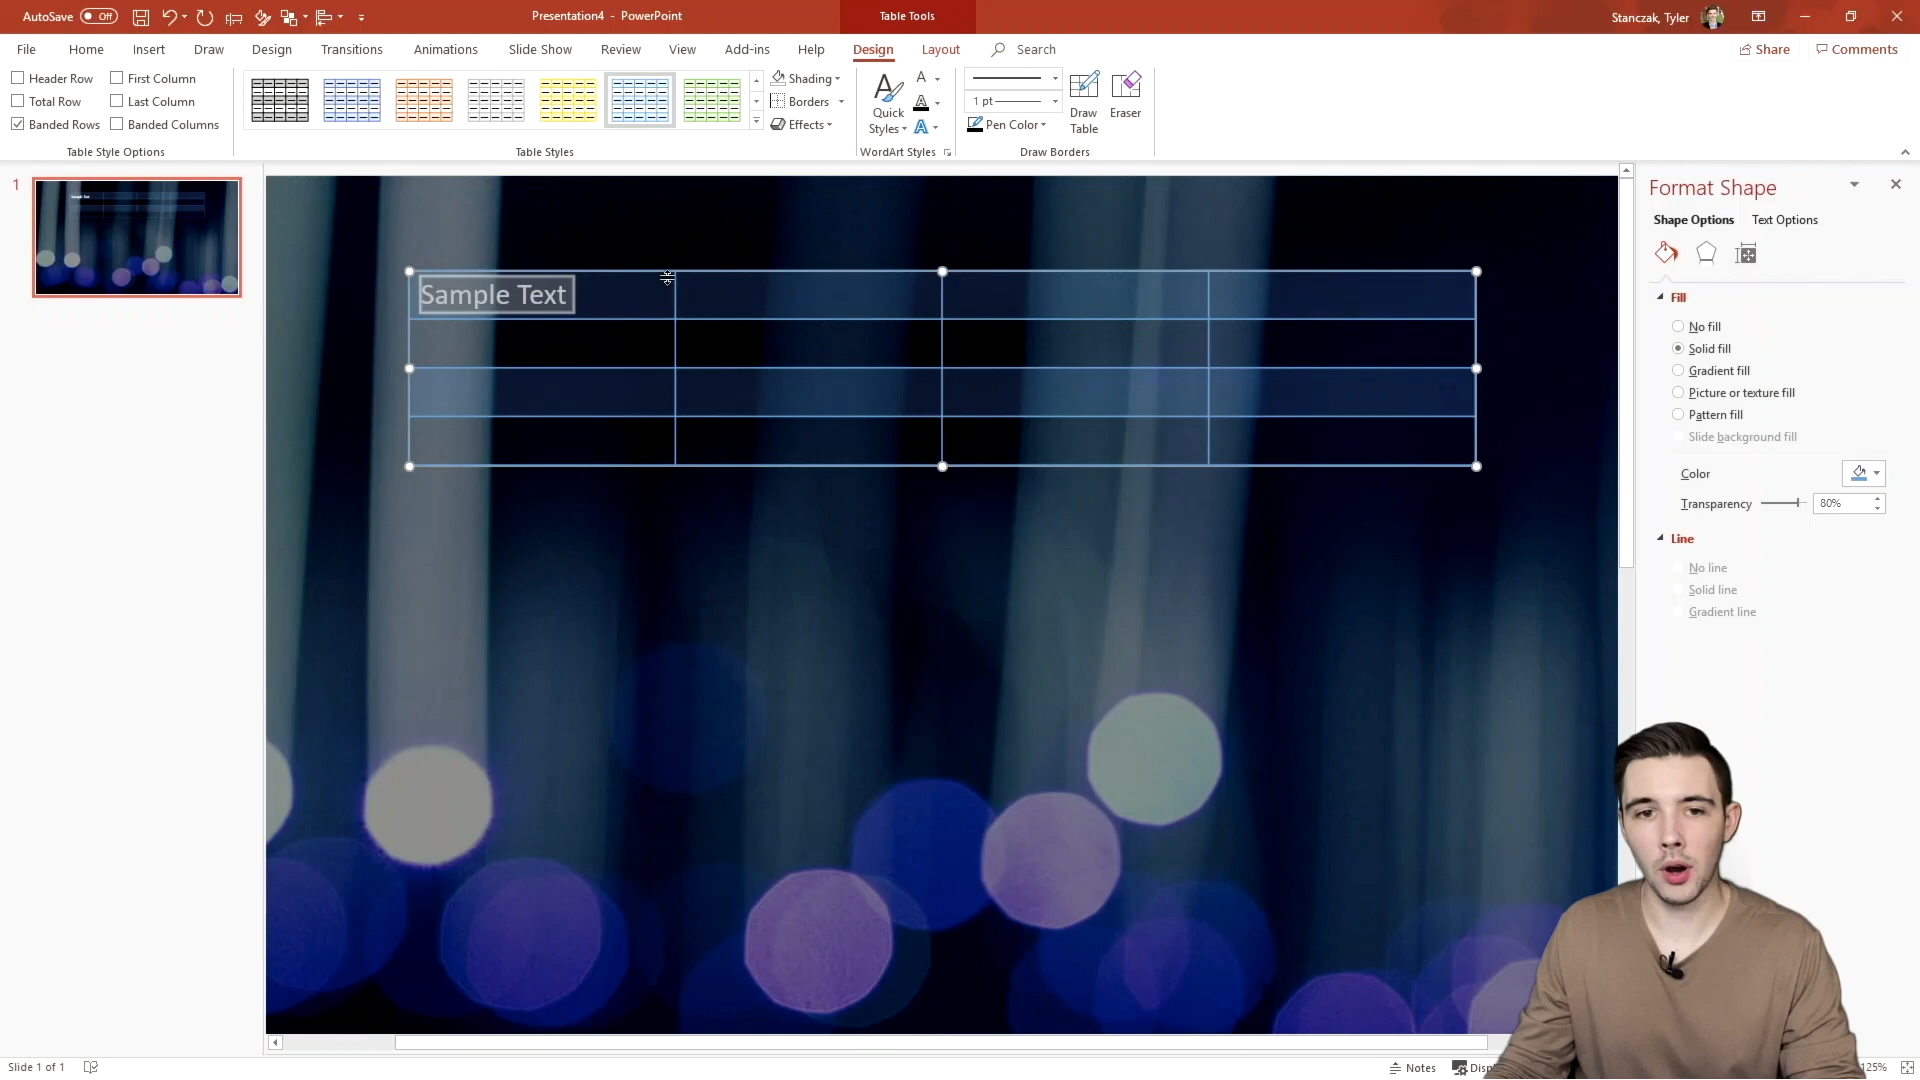 AutoSave Off
Presentation4 - PowerPoint
Table Tools
Stanczak, Tyler
File Home Insert Draw Design Transitions Animations Slide Show Review View Add-ins Help Design Layout Search Share Comments
Header Row First Column
Total Row Last Column
Banded Rows Banded Columns
Table Style Options
Table Styles
Shading
Borders
Effects
Quick Styles
WordArt Styles
1 pt
Pen Color
Draw Table
Eraser
Draw Borders
1
Sample Text
Sample Text
Format Shape
Shape Options Text Options
Fill
No fill
Solid fill
Gradient fill
Picture or texture fill
Pattern fill
Slide background fill
Color
Transparency 80%
Line
No line
Solid line
Gradient line
Slide 1 of 1
Notes
Displ
125%